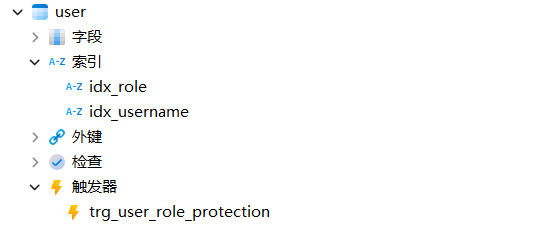 user
字段
A-Z 索引
A-Z idx_role
A-Z idx_username
外键
检查
触发器
trg_user_role_protection